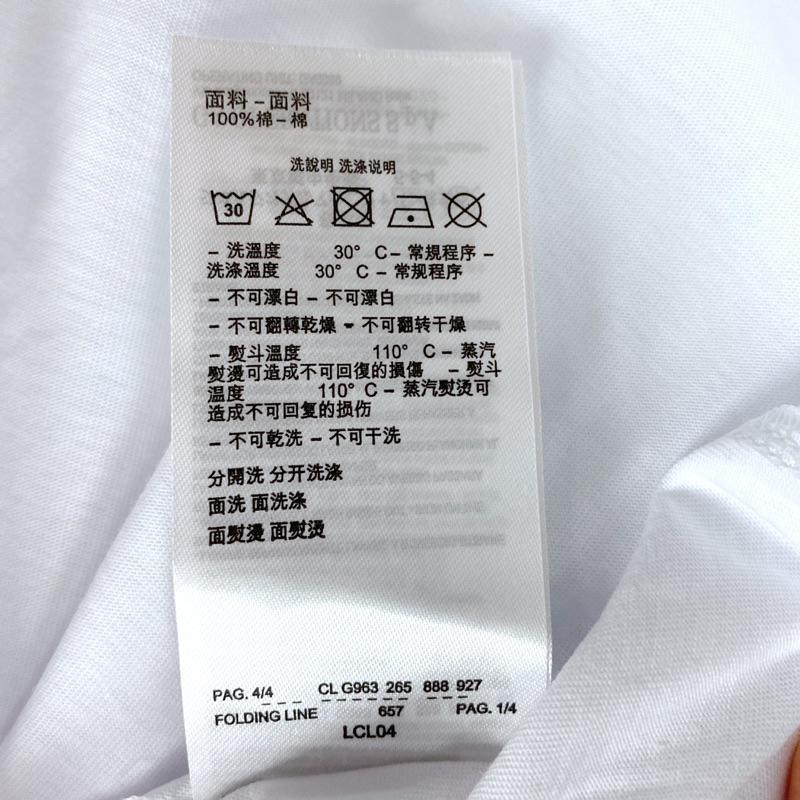 面料 – 面料
100%棉 – 棉
洗說明 洗涤说明
30
– 洗溫度 30° C – 常規程序 –
洗涤溫度 30° C – 常规程序
– 不可漂白 – 不可漂白
– 不可翻轉乾燥 – 不可翻转干燥
– 熨斗溫度 110° C – 蒸汽
熨燙可造成不可回復的損傷 – 熨斗
温度 110° C – 蒸汽熨烫可
造成不可回复的损伤
– 不可乾洗 – 不可干洗
分開洗 分开洗涤
面洗 面洗涤
面熨燙 面熨烫
PAG. 4/4 CL G963 265 888 927
FOLDING LINE 657 PAG. 1/4
LCL04